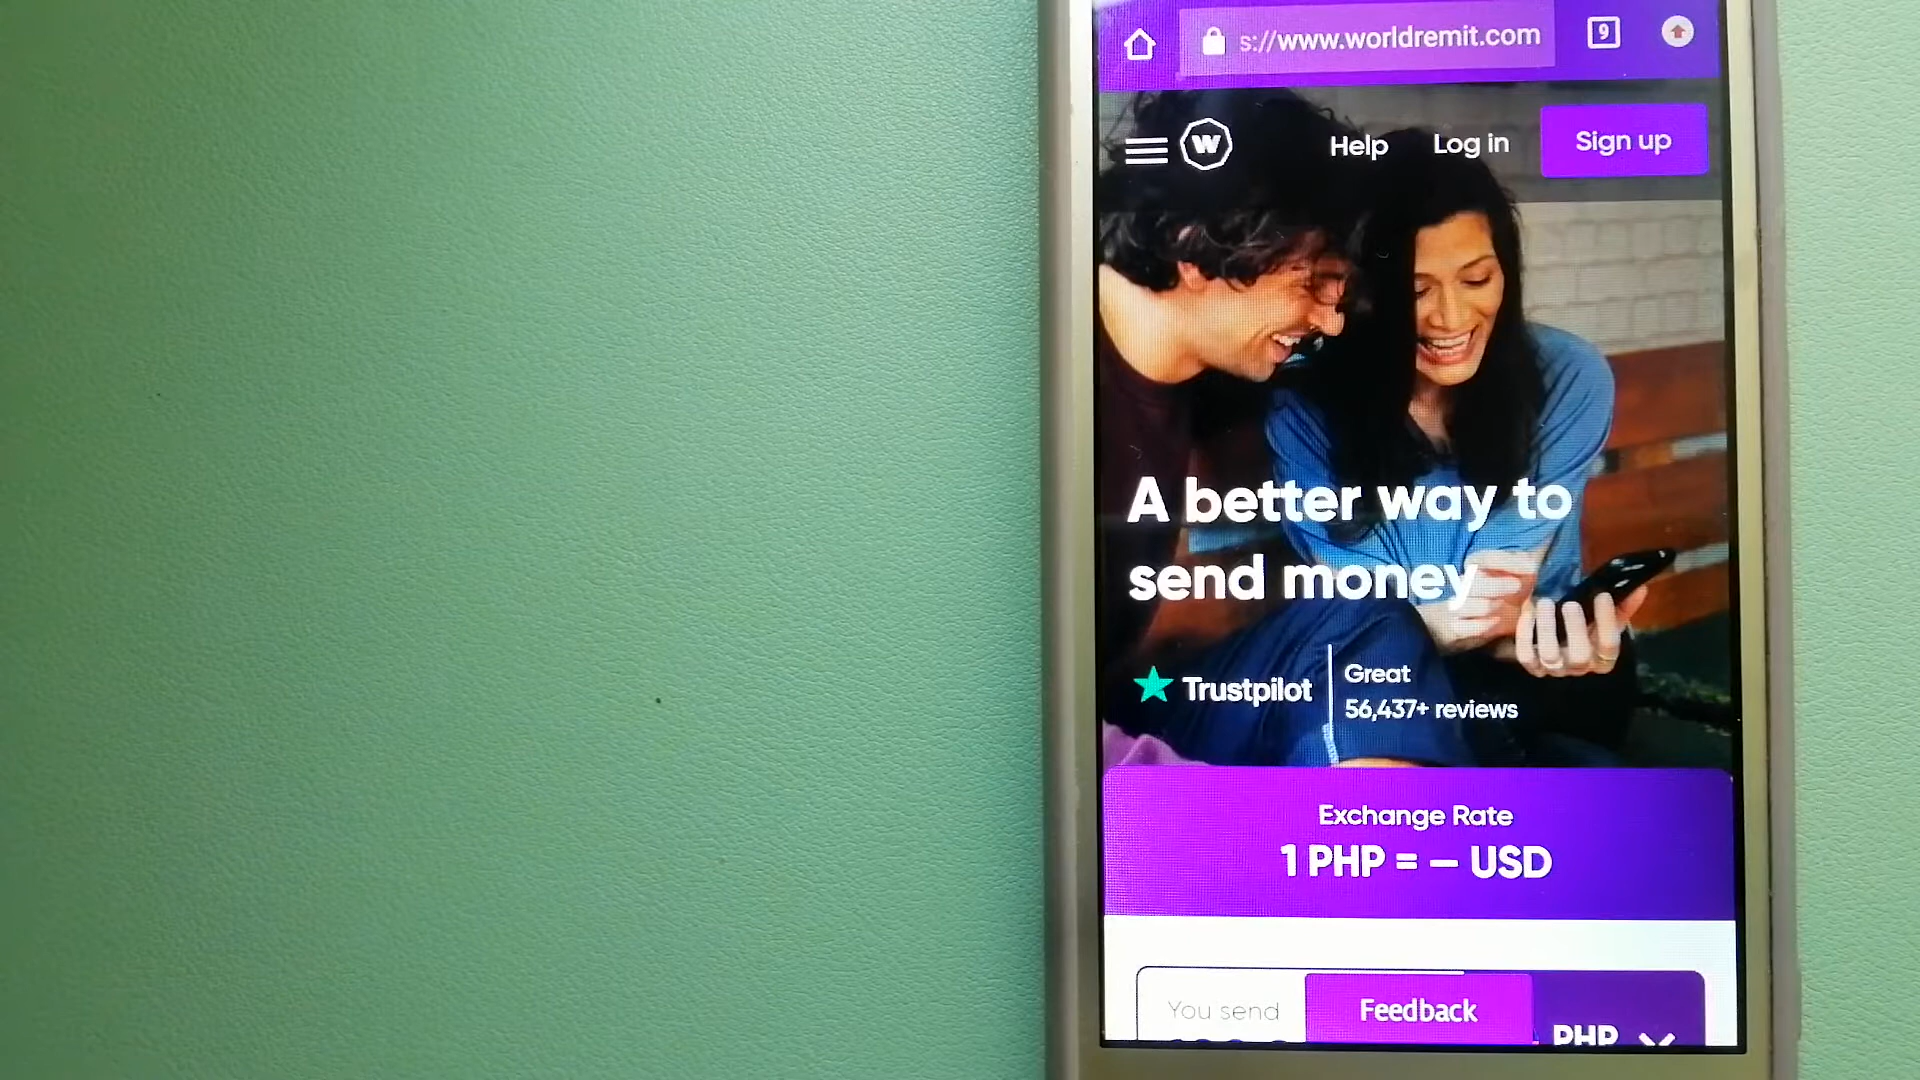 s://www.worldremit.com
9
W
Help
Log in
Sign up
A better way to
send money
Trustpilot
Great
56,437+ reviews
Exchange Rate
1 PHP = – USD
You send
Feedback
PHP